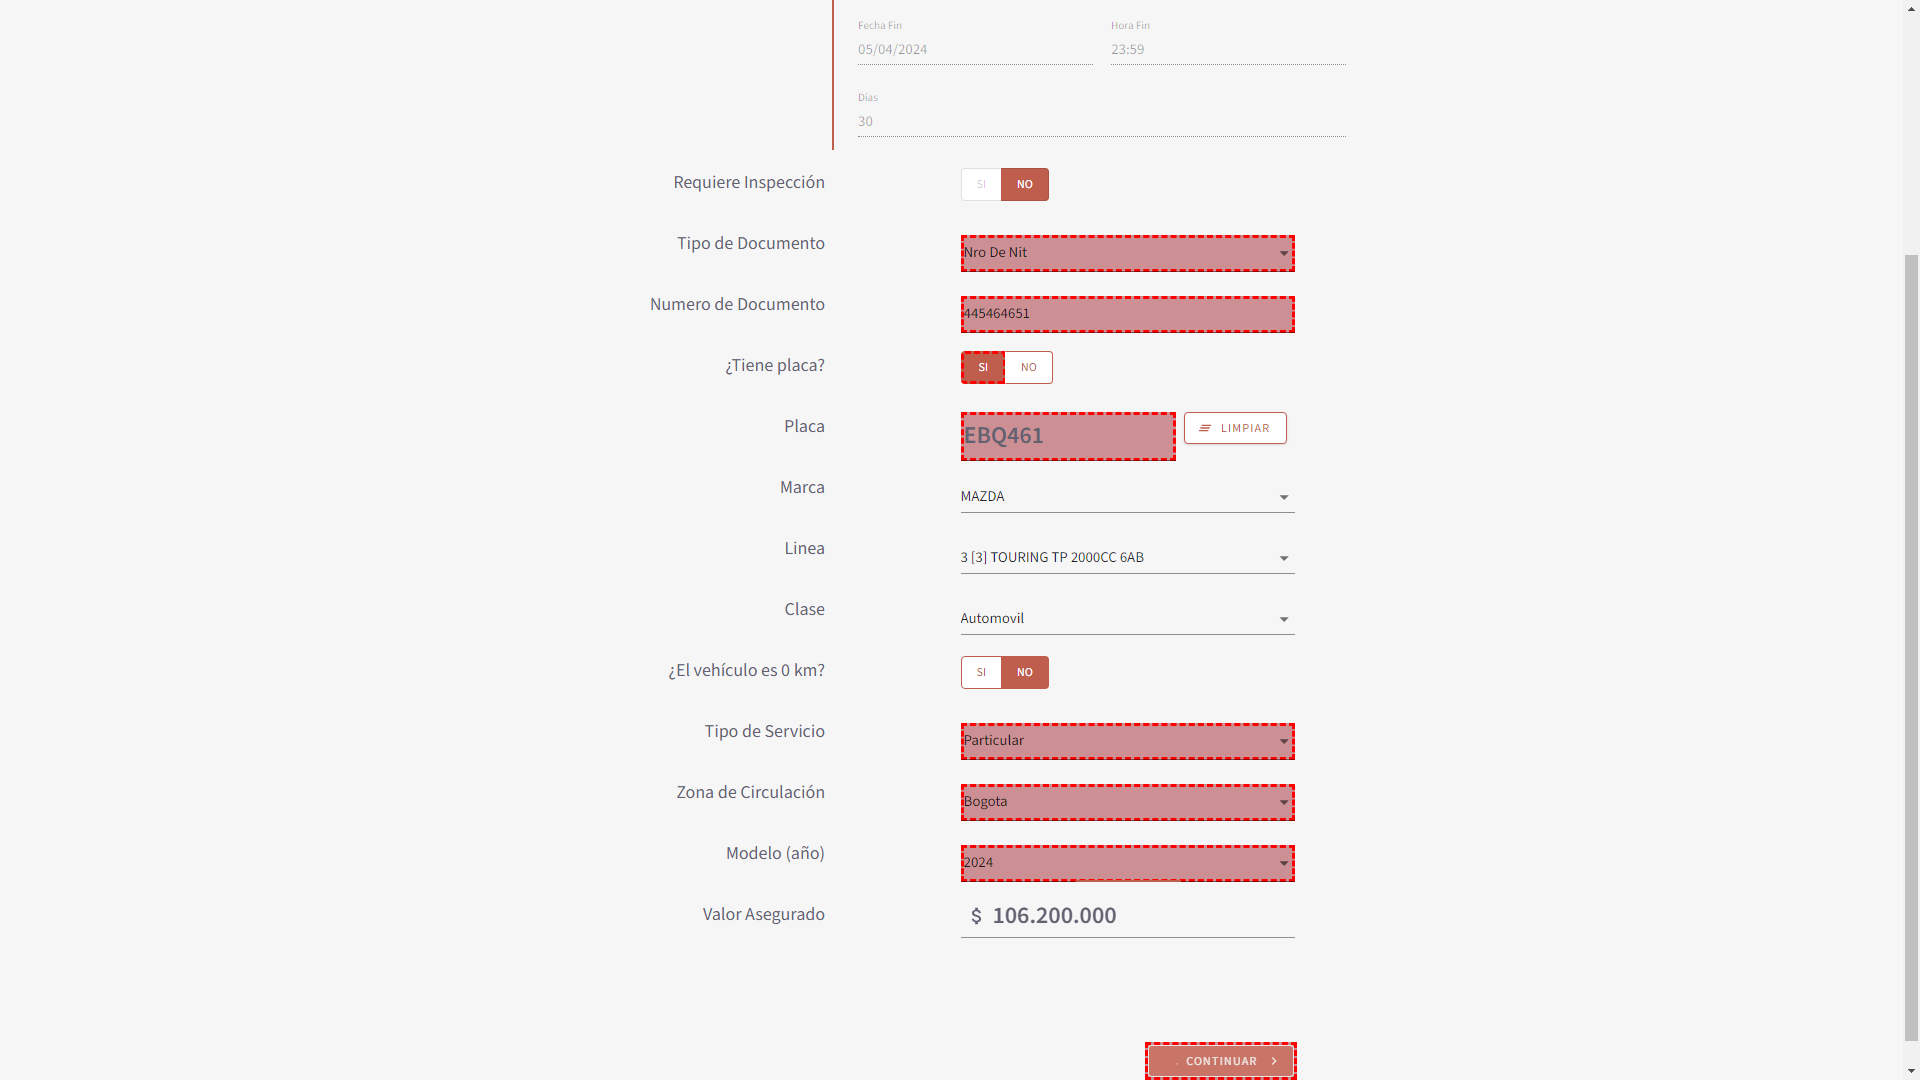 Fecha Fin
Hora Fin
05/04/2024
23:59
Días
30
Requiere Inspección
SI
NO
Tipo de Documento
Nro De Nit
Numero de Documento
445464651
¿Tiene placa?
SI
NO
Placa
EBQ461
LIMPIAR
Marca
MAZDA
Linea
3 [3] TOURING TP 2000CC 6AB
Clase
Automovil
¿El vehículo es 0 km?
SI
NO
Tipo de Servicio
Particular
Zona de Circulación
Bogota
Modelo (año)
2024
Valor Asegurado
$ 106.200.000
CONTINUAR